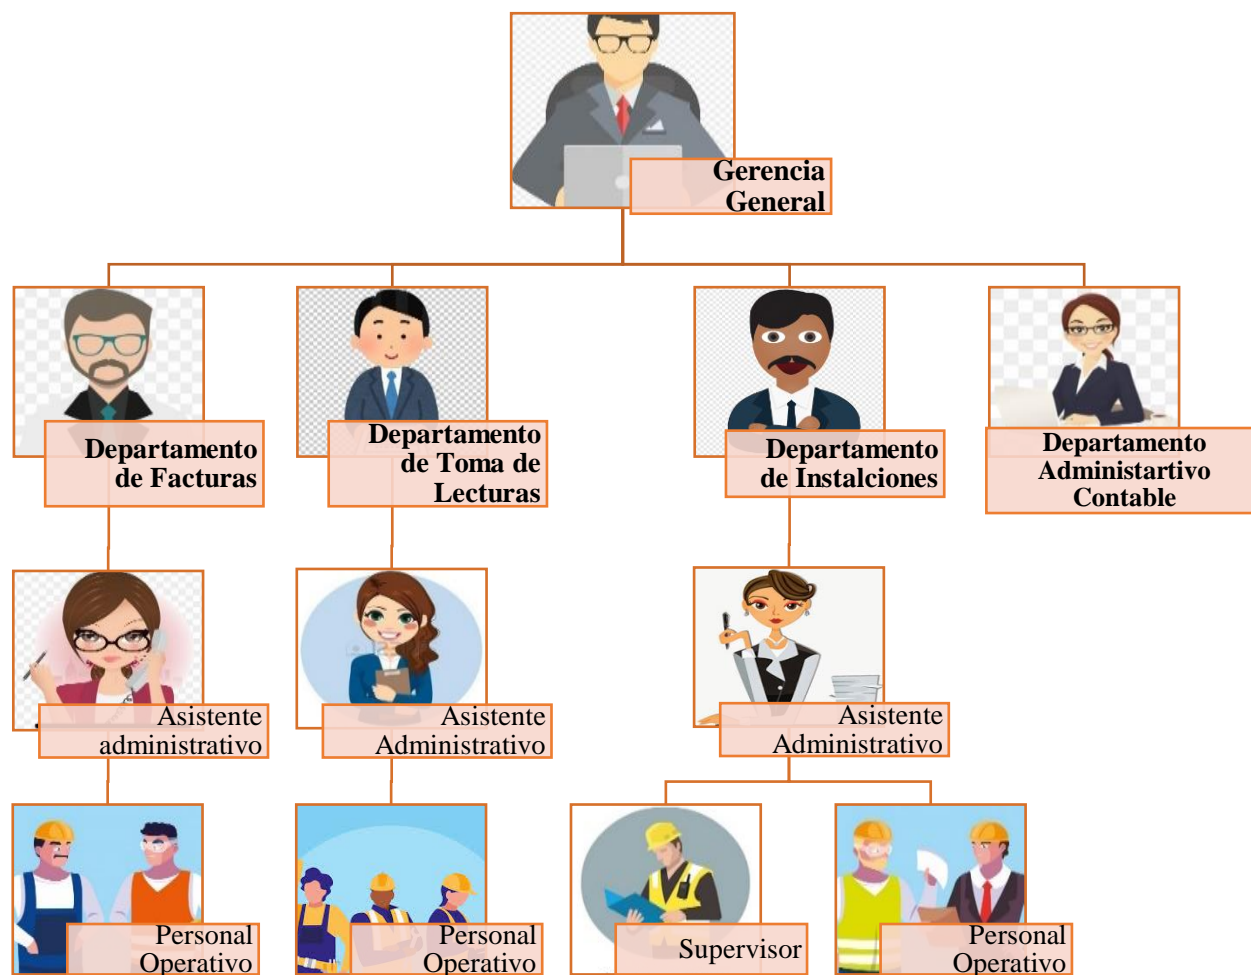 Gerencia
General
Departamento
de Facturas
Departamento
de Toma de
Lecturas
Departamento
de Instalciones
Departamento
Administartivo
Contable
Asistente
administrativo
Asistente
Administrativo
Asistente
Administrativo
Personal
Operativo
Personal
Operativo
Supervisor
Personal
Operativo